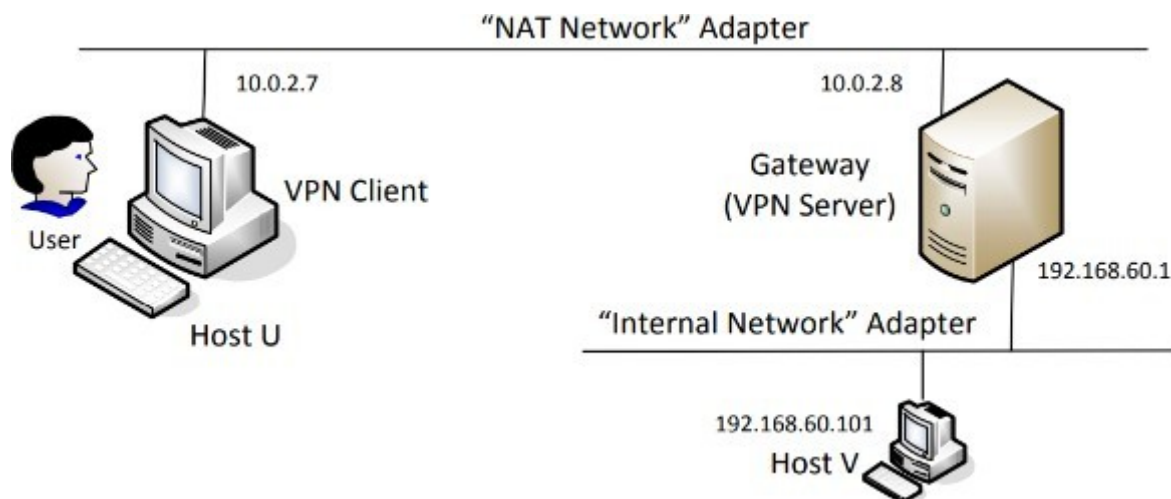 “NAT Network” Adapter
10.0.2.7
10.0.2.8
VPN Client
User
Host U
Gateway
(VPN Server)
192.168.60.1
“Internal Network” Adapter
192.168.60.101
Host V